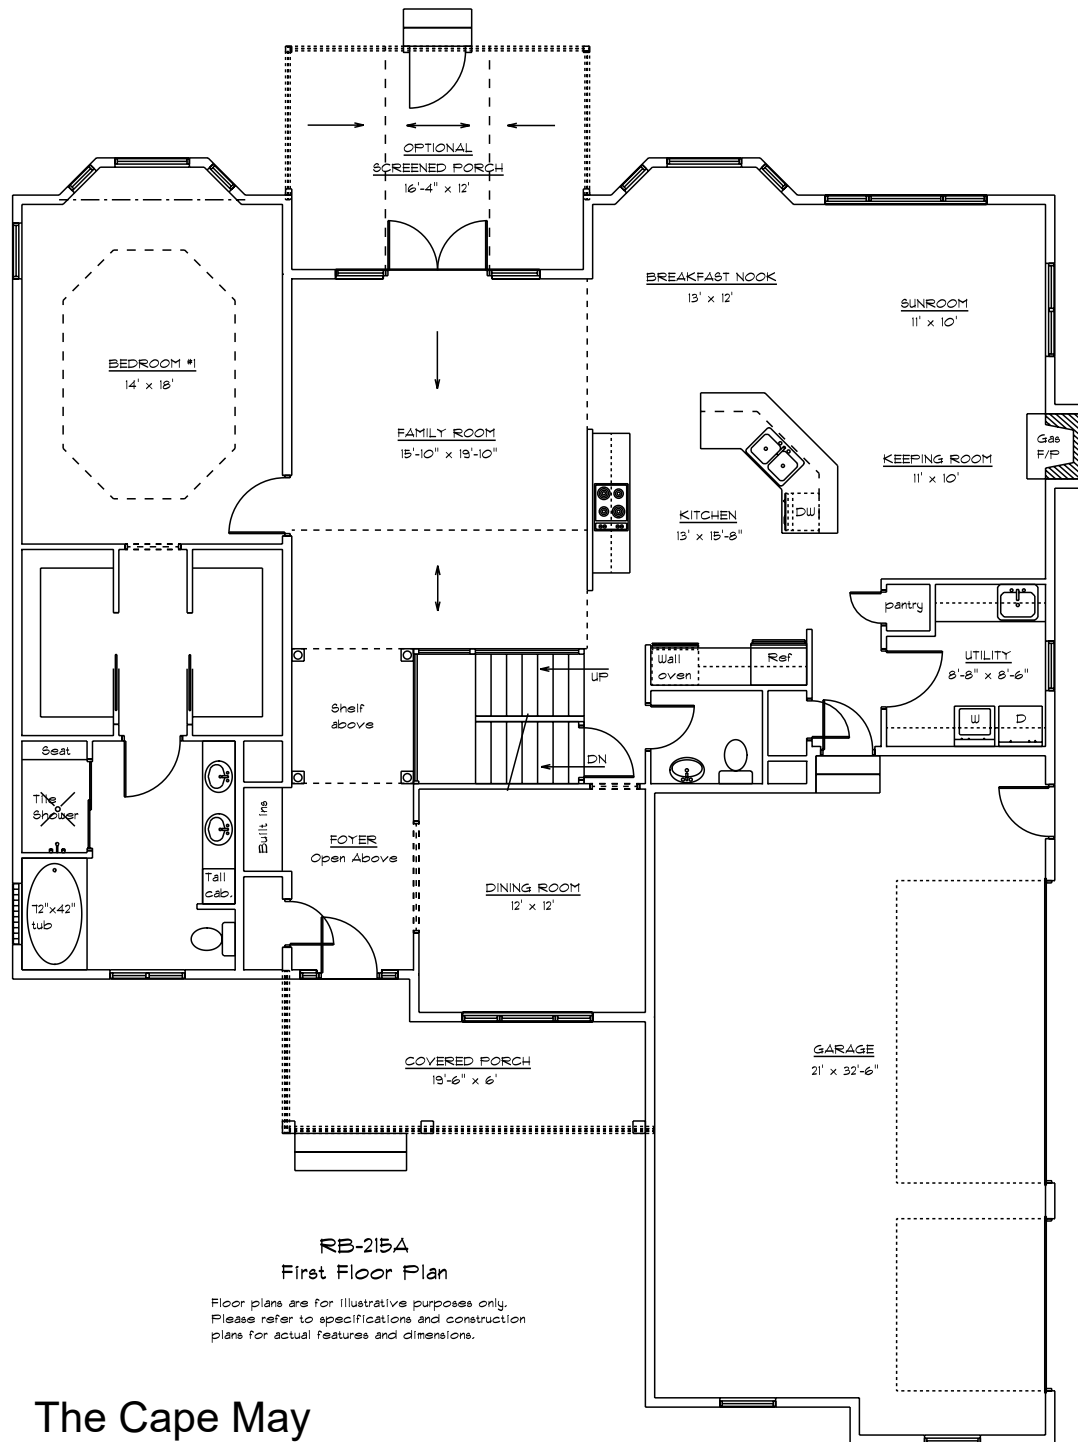 OPTIONAL
SCREENED PORCH
16'-4" x 12'
BREAKFAST NOOK
13' x 12'
SUNROOM
11' x 10'
BEDROOM #1
14' x 18'
FAMILY ROOM
15'-10" x 19'-10"
Gas
F/P
KEEPING ROOM
11' x 10'
KITCHEN
13' x 15'-8"
DW
pantry
UTILITY
8'-8" x 8'-6"
Wall
oven
Ref
UP
Shelf
above
W
D
DN
Seat
Tile
Shower
Built ins
FOYER
Open Above
Tall
cab.
DINING ROOM
12' x 12'
72"x42"
tub
GARAGE
21' x 32'-6"
COVERED PORCH
19'-6" x 6'
RB-215A
First Floor Plan
Floor plans are for illustrative purposes only.
Please refer to specifications and construction
plans for actual features and dimensions.
The Cape May